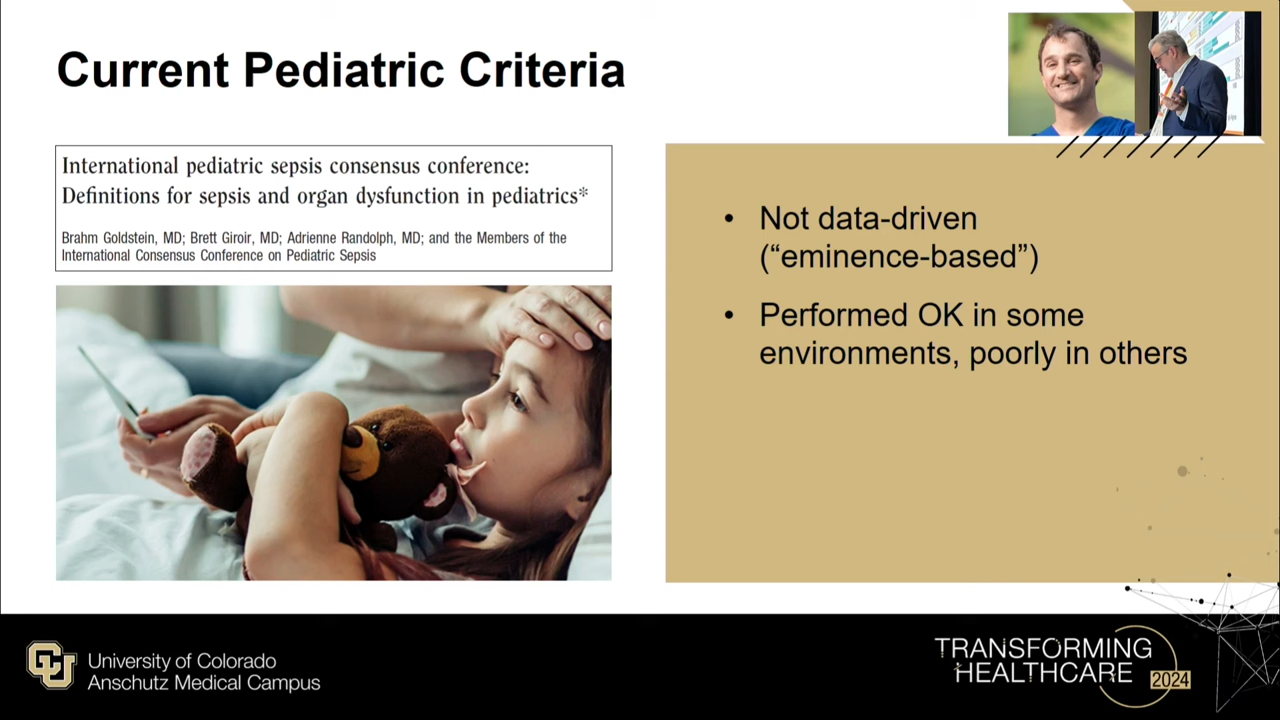 Current Pediatric Criteria
International pediatric sepsis consensus conference:
Definitions for sepsis and organ dysfunction in pediatrics*
Brahm Goldstein, MD; Brett Giroir, MD; Adrienne Randolph, MD; and the Members of the
International Consensus Conference on Pediatric Sepsis
• Not data-driven
(“eminence-based”)
• Performed OK in some
environments, poorly in others
University of Colorado
Anschutz Medical Campus
TRANSFORMING
HEALTHCARE
2024